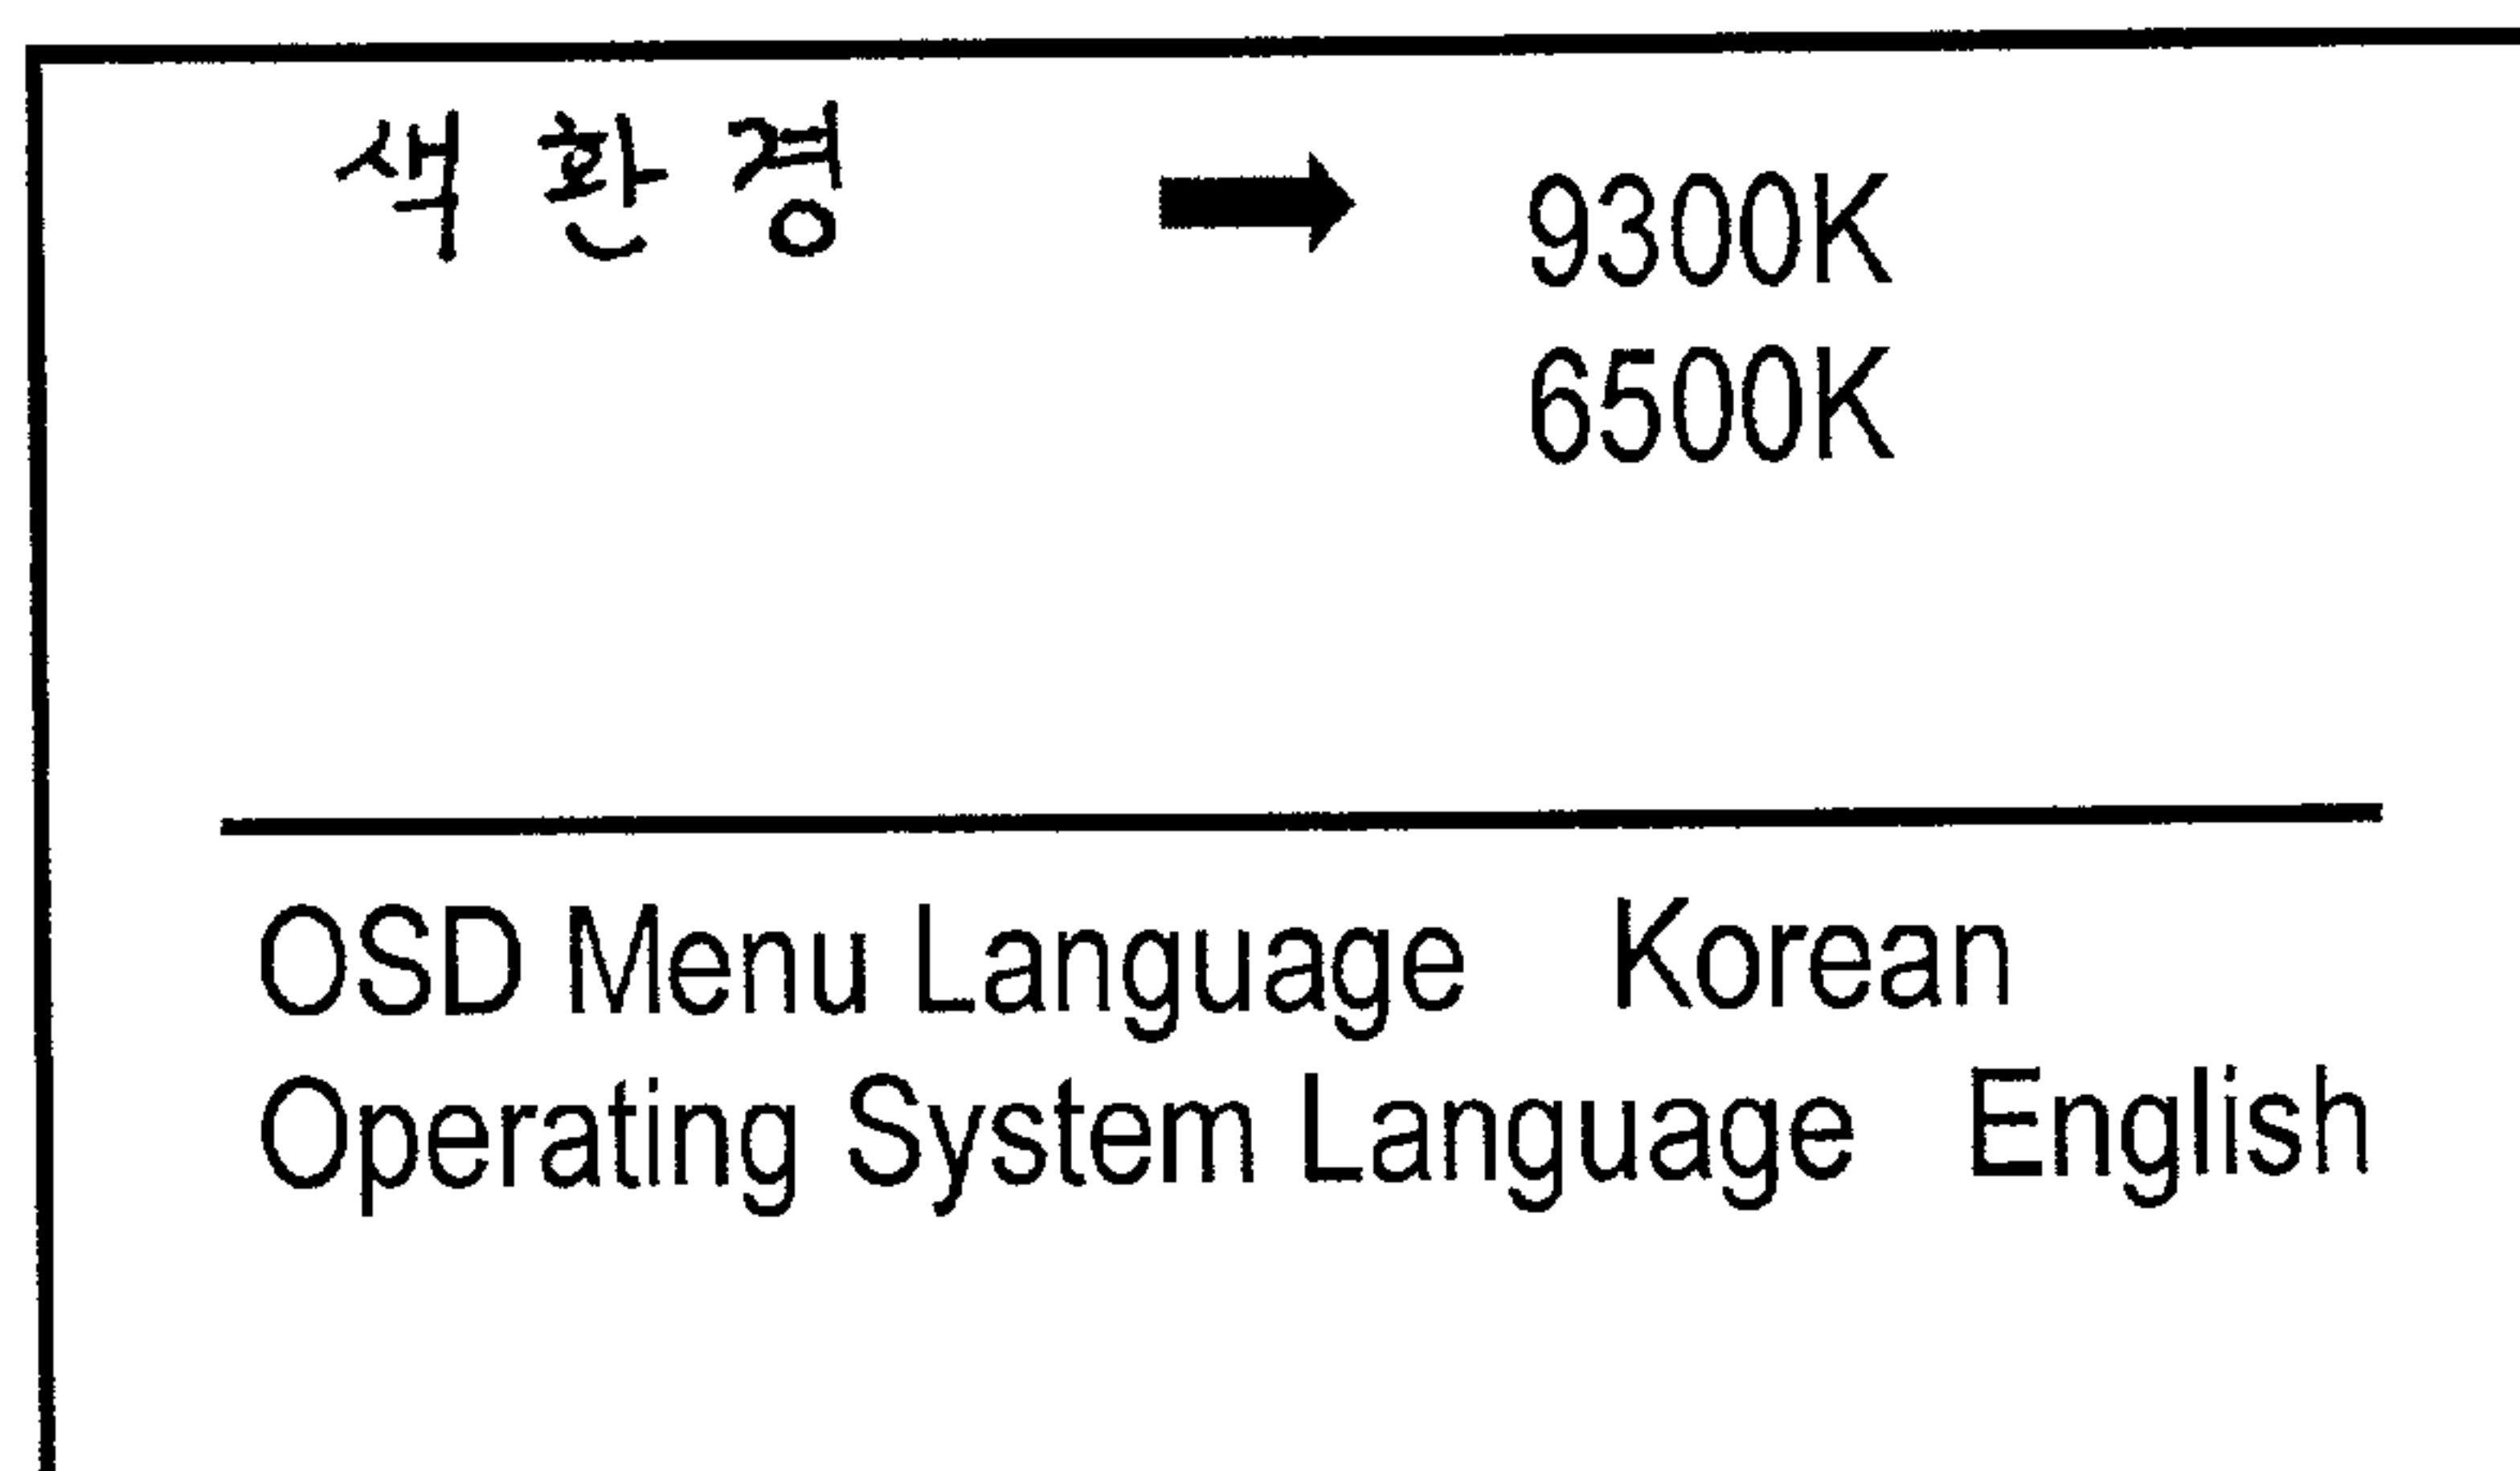 색 환 경 9300K
6500K
OSD Menu Language Korean
Operating System Language English